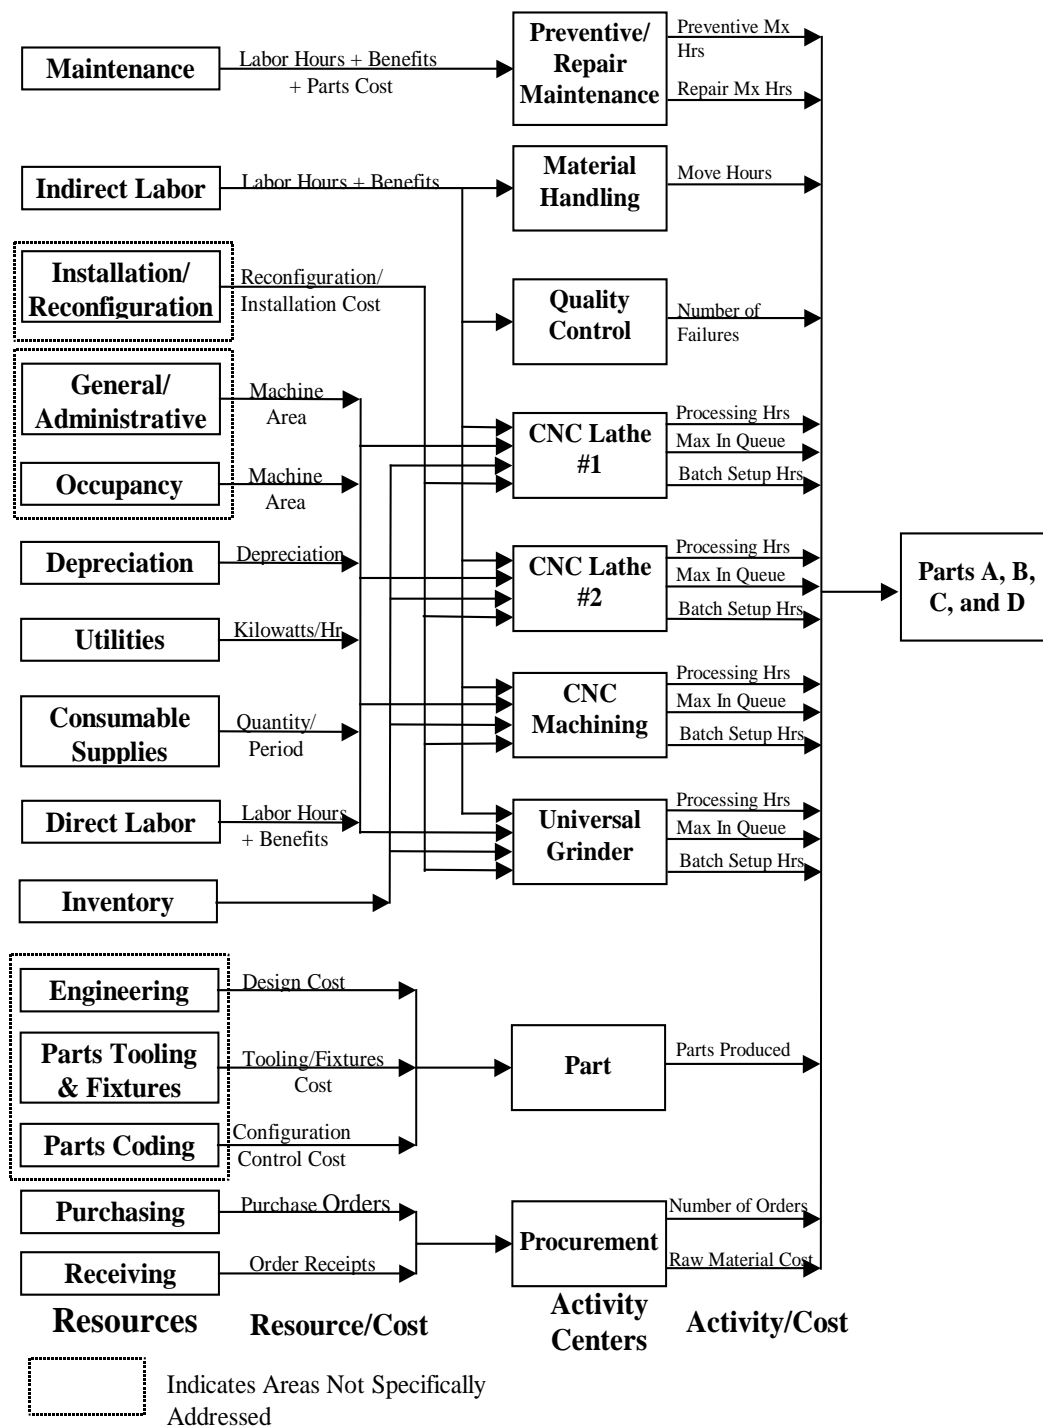 Maintenance
Labor Hours + Benefits
+ Parts Cost
Preventive/
Repair
Maintenance
Preventive Mx
Hrs
Repair Mx Hrs
Indirect Labor
Labor Hours + Benefits
Material
Handling
Move Hours
Installation/
Reconfiguration
Reconfiguration/
Installation Cost
Quality
Control
Number of
Failures
General/
Administrative
Machine
Area
CNC Lathe
#1
Processing Hrs
Max In Queue
Batch Setup Hrs
Occupancy
Machine
Area
Depreciation
Depreciation
CNC Lathe
#2
Processing Hrs
Max In Queue
Batch Setup Hrs
Parts A, B,
C, and D
Utilities
Kilowatts/Hr
Consumable
Supplies
Quantity/
Period
CNC
Machining
Processing Hrs
Max In Queue
Batch Setup Hrs
Direct Labor
Labor Hours
+ Benefits
Universal
Grinder
Processing Hrs
Max In Queue
Batch Setup Hrs
Inventory
Engineering
Design Cost
Parts Tooling
& Fixtures
Tooling/Fixtures
Cost
Part
Parts Produced
Parts Coding
Configuration
Control Cost
Purchasing
Purchase Orders
Procurement
Number of Orders
Raw Material Cost
Receiving
Order Receipts
Resources
Resource/Cost
Activity
Centers
Activity/Cost
Indicates Areas Not Specifically
Addressed